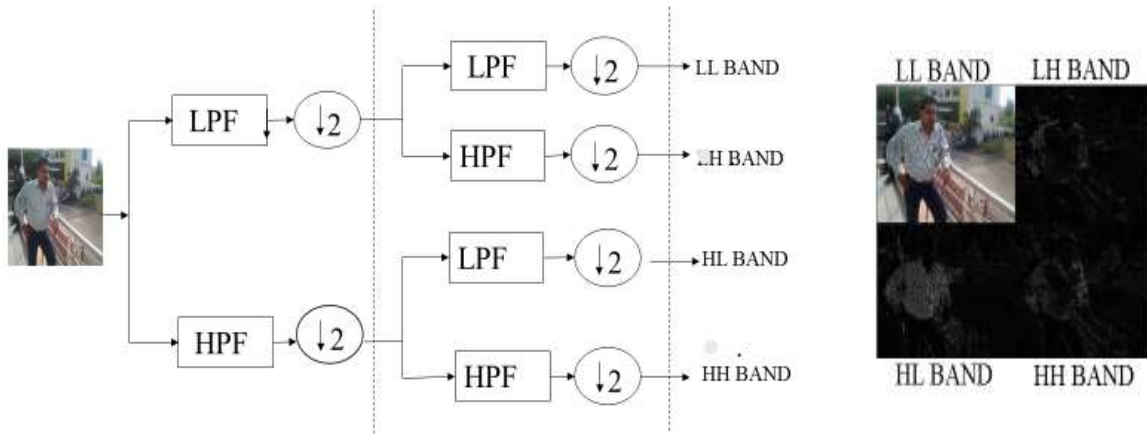 LPF
↓2
HPF
↓2
LPF
↓2
LL BAND
HPF
↓2
LH BAND
LPF
↓2
HL BAND
HPF
↓2
HH BAND
LL BAND LH BAND
HL BAND HH BAND